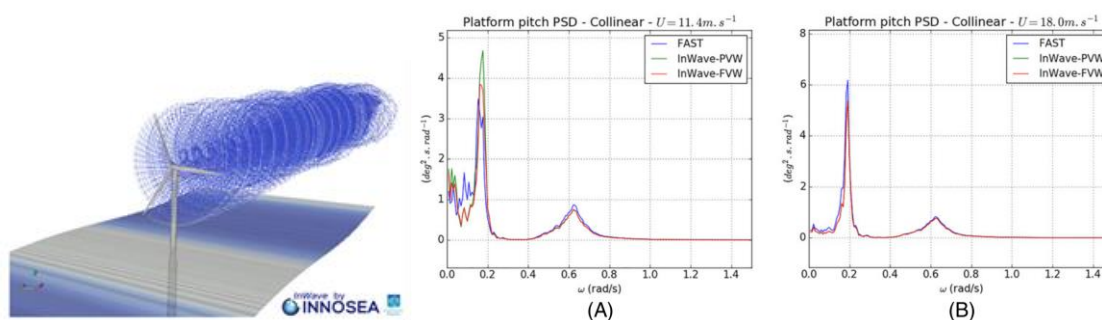 InWave by
INNOSEA
Platform pitch PSD - Collinear - U = 11.4m.s⁻¹
FAST
InWave-PVW
InWave-FVW
(deg².s.rad⁻¹)
5
4
3
2
1
0
0.0 0.2 0.4 0.6 0.8 1.0 1.2 1.4
ω (rad/s)
(A)
Platform pitch PSD - Collinear - U = 18.0m.s⁻¹
FAST
InWave-PVW
InWave-FVW
(deg².s.rad⁻¹)
8
6
4
2
0
0.0 0.2 0.4 0.6 0.8 1.0 1.2 1.4
ω (rad/s)
(B)